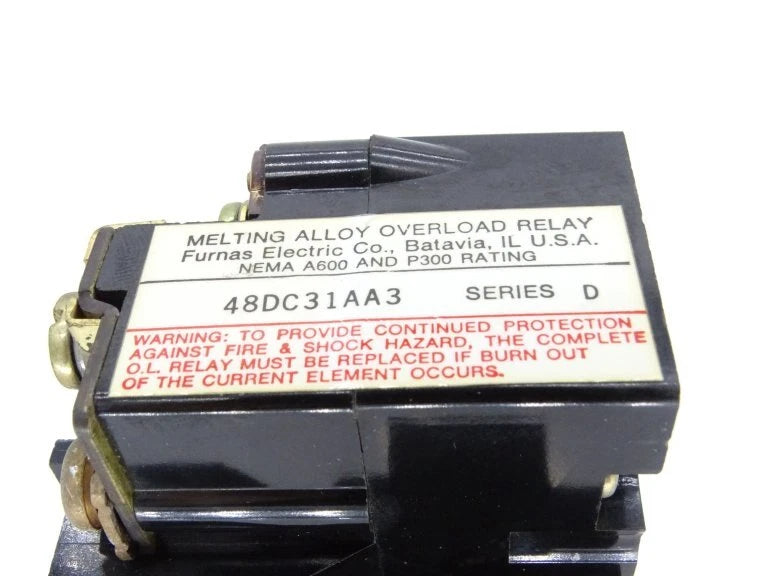 MELTING ALLOY OVERLOAD RELAY
Furnas Electric Co., Batavia, IL U.S.A.
NEMA A600 AND P300 RATING
48DC31AA3 SERIES D
WARNING: TO PROVIDE CONTINUED PROTECTION
AGAINST FIRE & SHOCK HAZARD, THE COMPLETE
O.L. RELAY MUST BE REPLACED IF BURN OUT
OF THE CURRENT ELEMENT OCCURS.